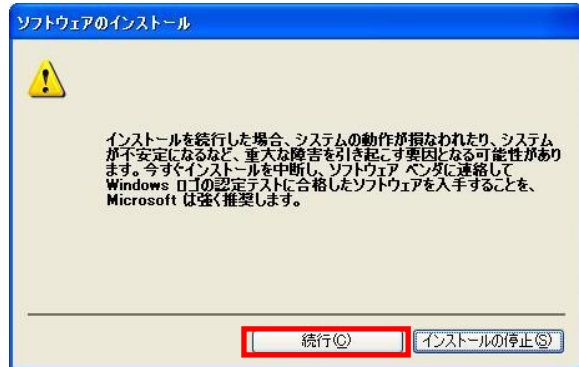 ソフトウェアのインストール
インストールを続行した場合、システムの動作が損なわれたり、システム
が不安定になるなど、重大な障害を引き起こす要因となる可能性があり
ます。今すぐインストールを中断し、ソフトウェア ベンダに連絡して
Windows ロゴの認定テストに合格したソフトウェアを入手することを、
Microsoft は強く推奨します。
続行(C)
インストールの停止(S)